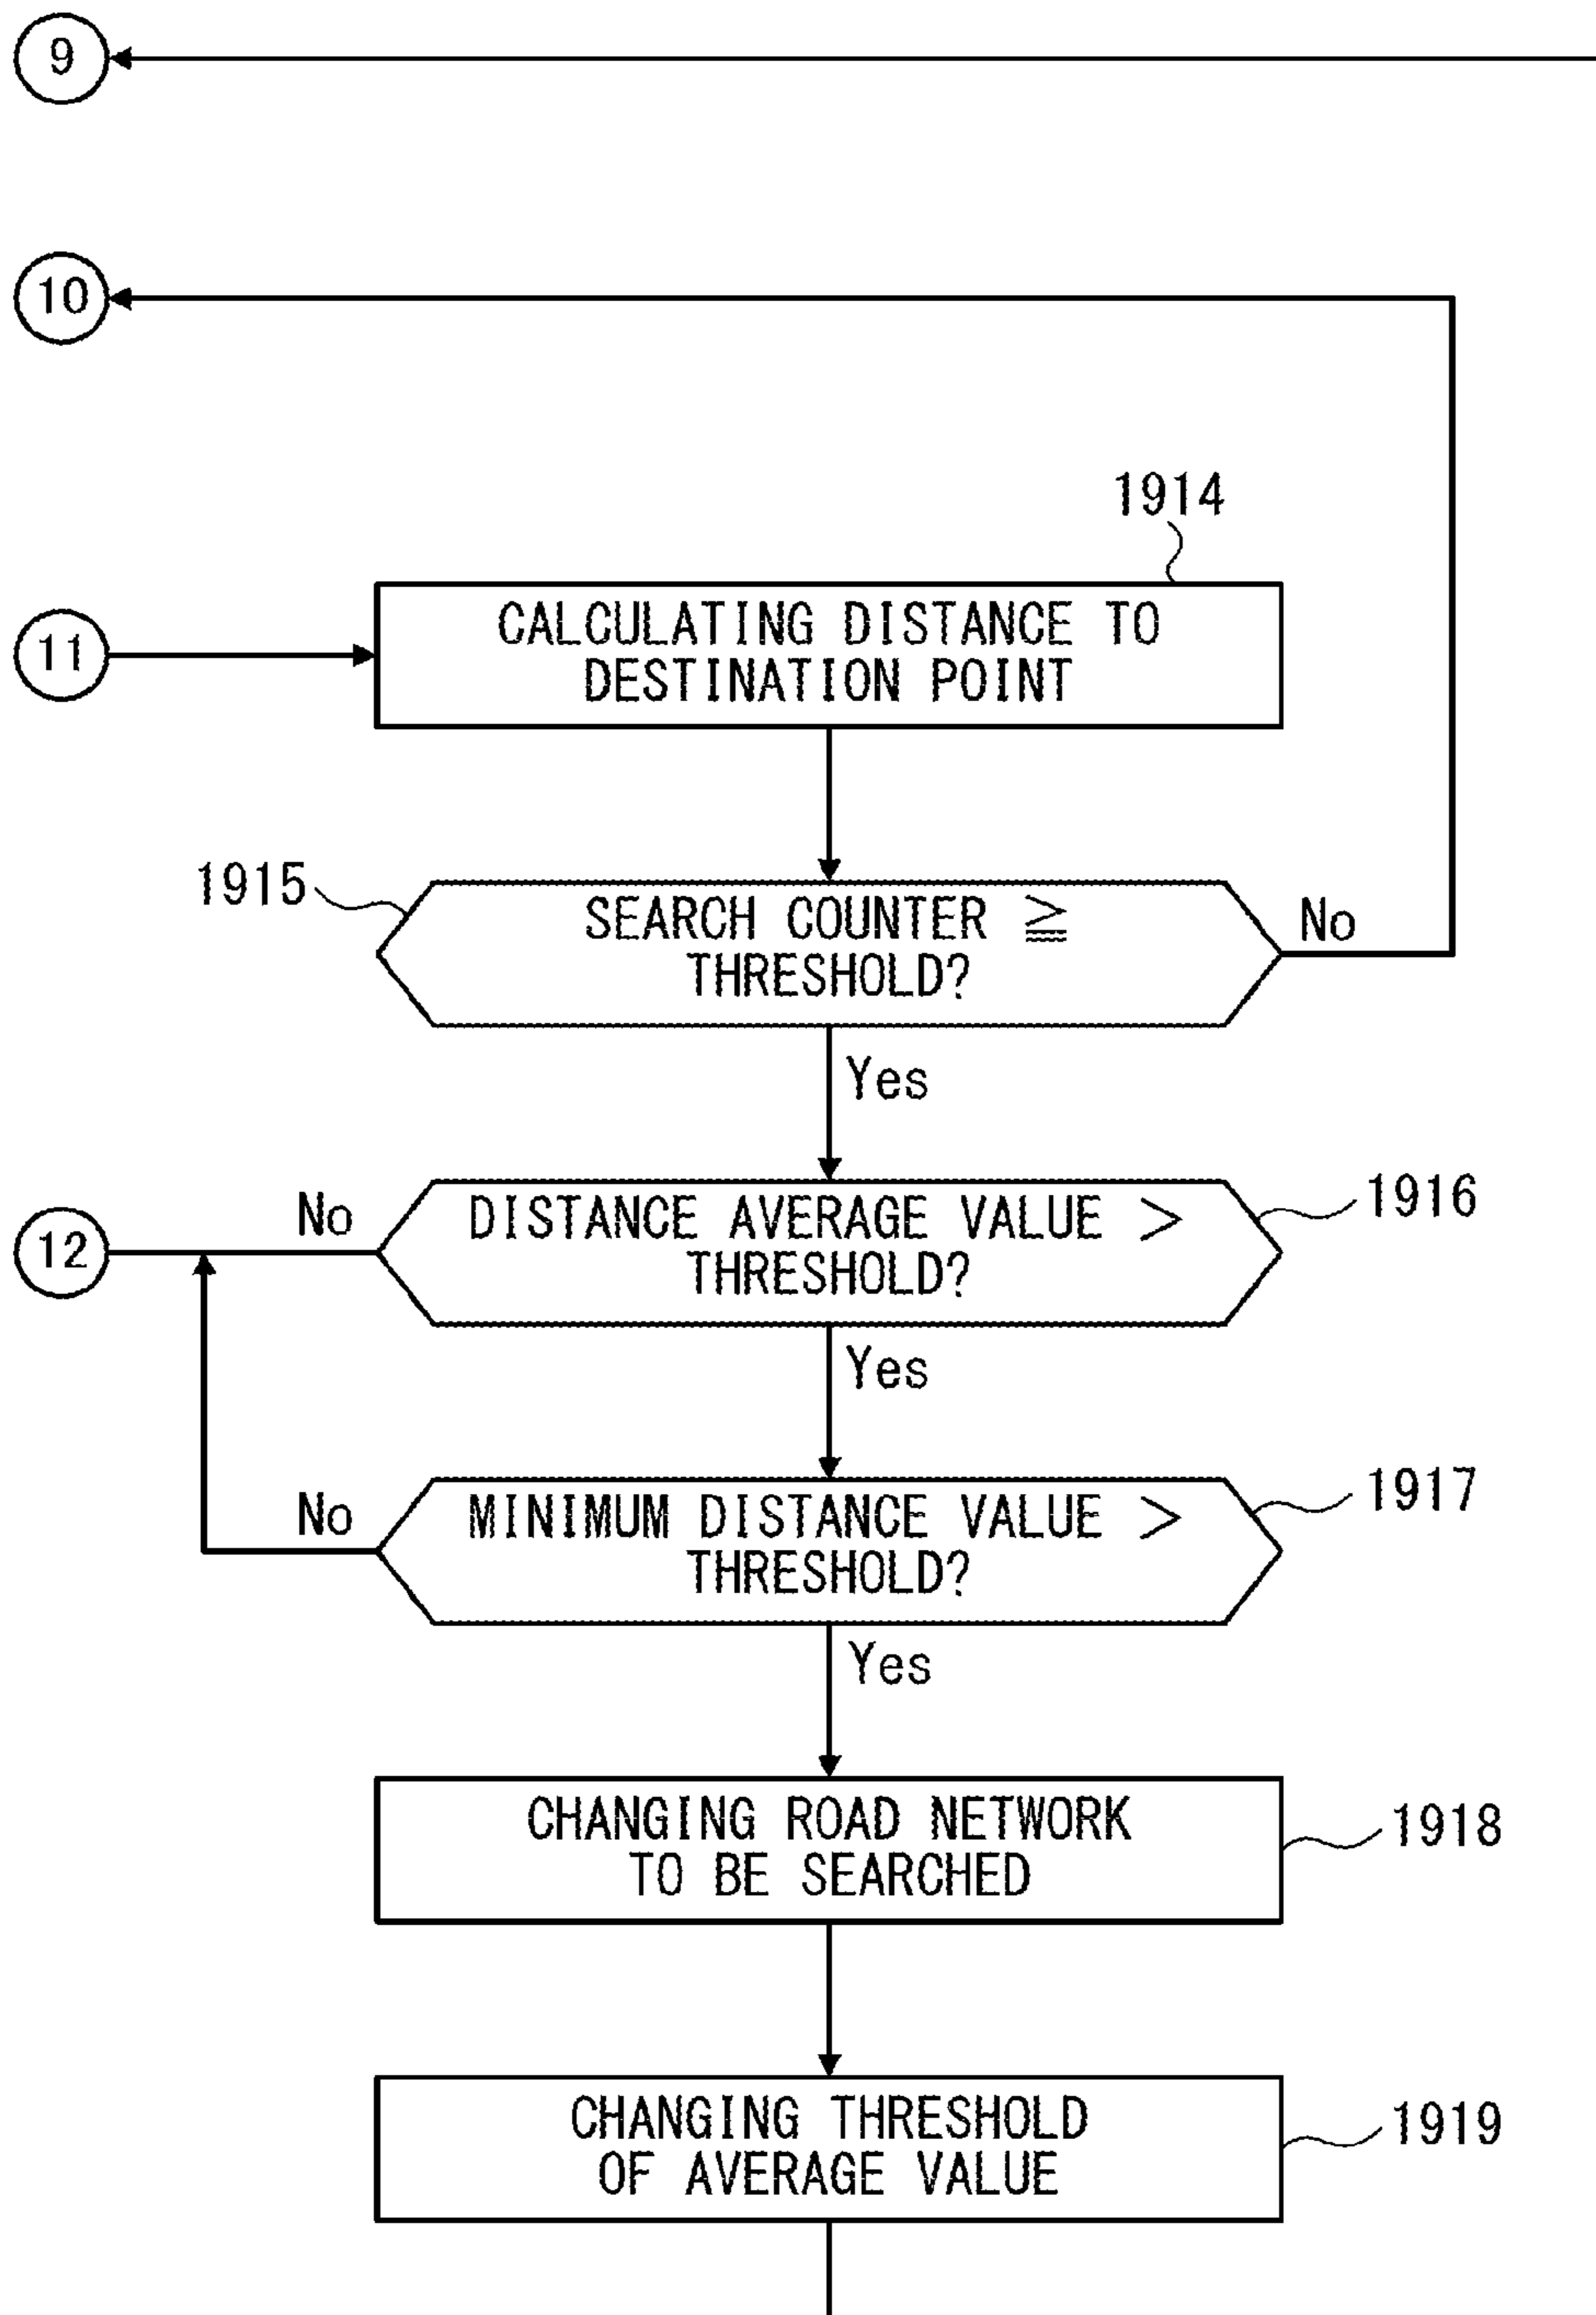 9
10
1914
11
CALCULATING DISTANCE TO
DESTINATION POINT
1915
SEARCH COUNTER ≧
THRESHOLD?
No
Yes
12
No
DISTANCE AVERAGE VALUE >
THRESHOLD?
1916
Yes
No
MINIMUM DISTANCE VALUE >
THRESHOLD?
1917
Yes
CHANGING ROAD NETWORK
TO BE SEARCHED
1918
CHANGING THRESHOLD
OF AVERAGE VALUE
1919